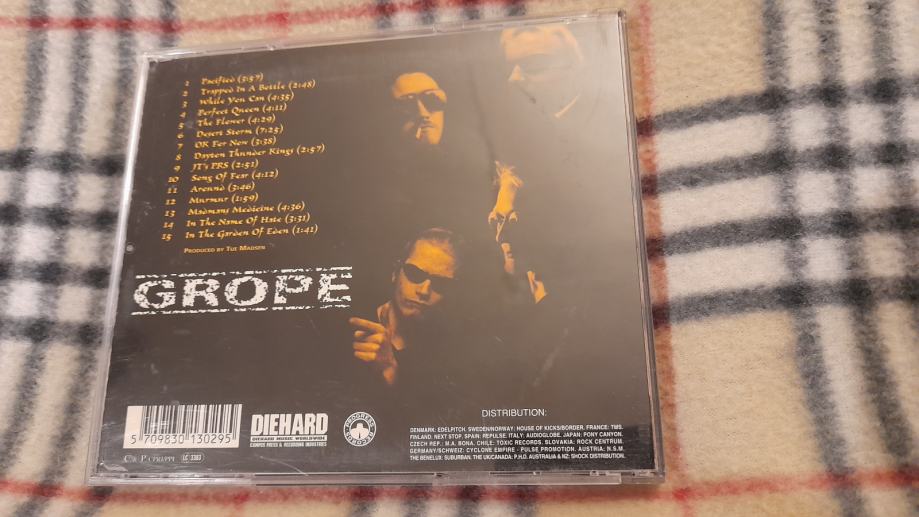 1 Pacified (3:57)
2 Trapped In A Bottle (2:48)
3 While You Can (4:35)
4 Perfect Queen (4:11)
5 The Flower (4:29)
6 Desert Storm (7:25)
7 OK For Now (3:38)
8 Dayton Thunder Kings (2:57)
9 JT's PRS (2:51)
10 Song Of Fear (4:12)
11 Around (3:46)
12 Murmur (1:59)
13 Madmans Medicine (4:36)
14 In The Name Of Hate (3:31)
15 In The Garden Of Eden (1:41)
PRODUCED BY TUE MADSEN
GROPE
5 709830 130295
DIEHARD
DIEHARD MUSIC WORLDWIDE
PROGRESS
RECORDS
LC 3383
DISTRIBUTION:
DENMARK: EDELPITCH, SWEDEN/NORWAY: HOUSE OF KICKS/BORDER, FRANCE: TMS,
FINLAND: NEXT STOP, SPAIN: REPULSE, ITALY: AUDIOGLOBE, JAPAN: PONY CANYON,
CZECH REP.: M.A. BONA, CHILE: TOXIC RECORDS, SLOVAKIA: ROCK CENTRUM,
GERMANY/SCHWEIZ: CYCLONE EMPIRE - PULSE PROMOTION, AUSTRIA: N.S.M.
THE BENELUX: SUBURBAN, THE UK/CANADA: P.H.D. AUSTRALIA & NZ: SHOCK DISTRIBUTION.